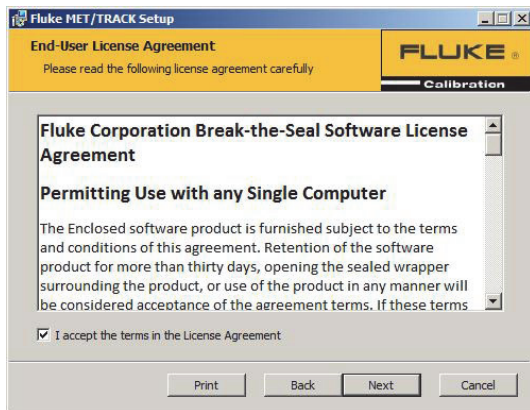 Fluke MET/TRACK Setup
End-User License Agreement
Please read the following license agreement carefully
FLUKE ®
Calibration
Fluke Corporation Break-the-Seal Software License
Agreement
Permitting Use with any Single Computer
The Enclosed software product is furnished subject to the terms
and conditions of this agreement. Retention of the software
product for more than thirty days, opening the sealed wrapper
surrounding the product, or use of the product in any manner will
be considered acceptance of the agreement terms. If these terms
I accept the terms in the License Agreement
Print Back Next Cancel